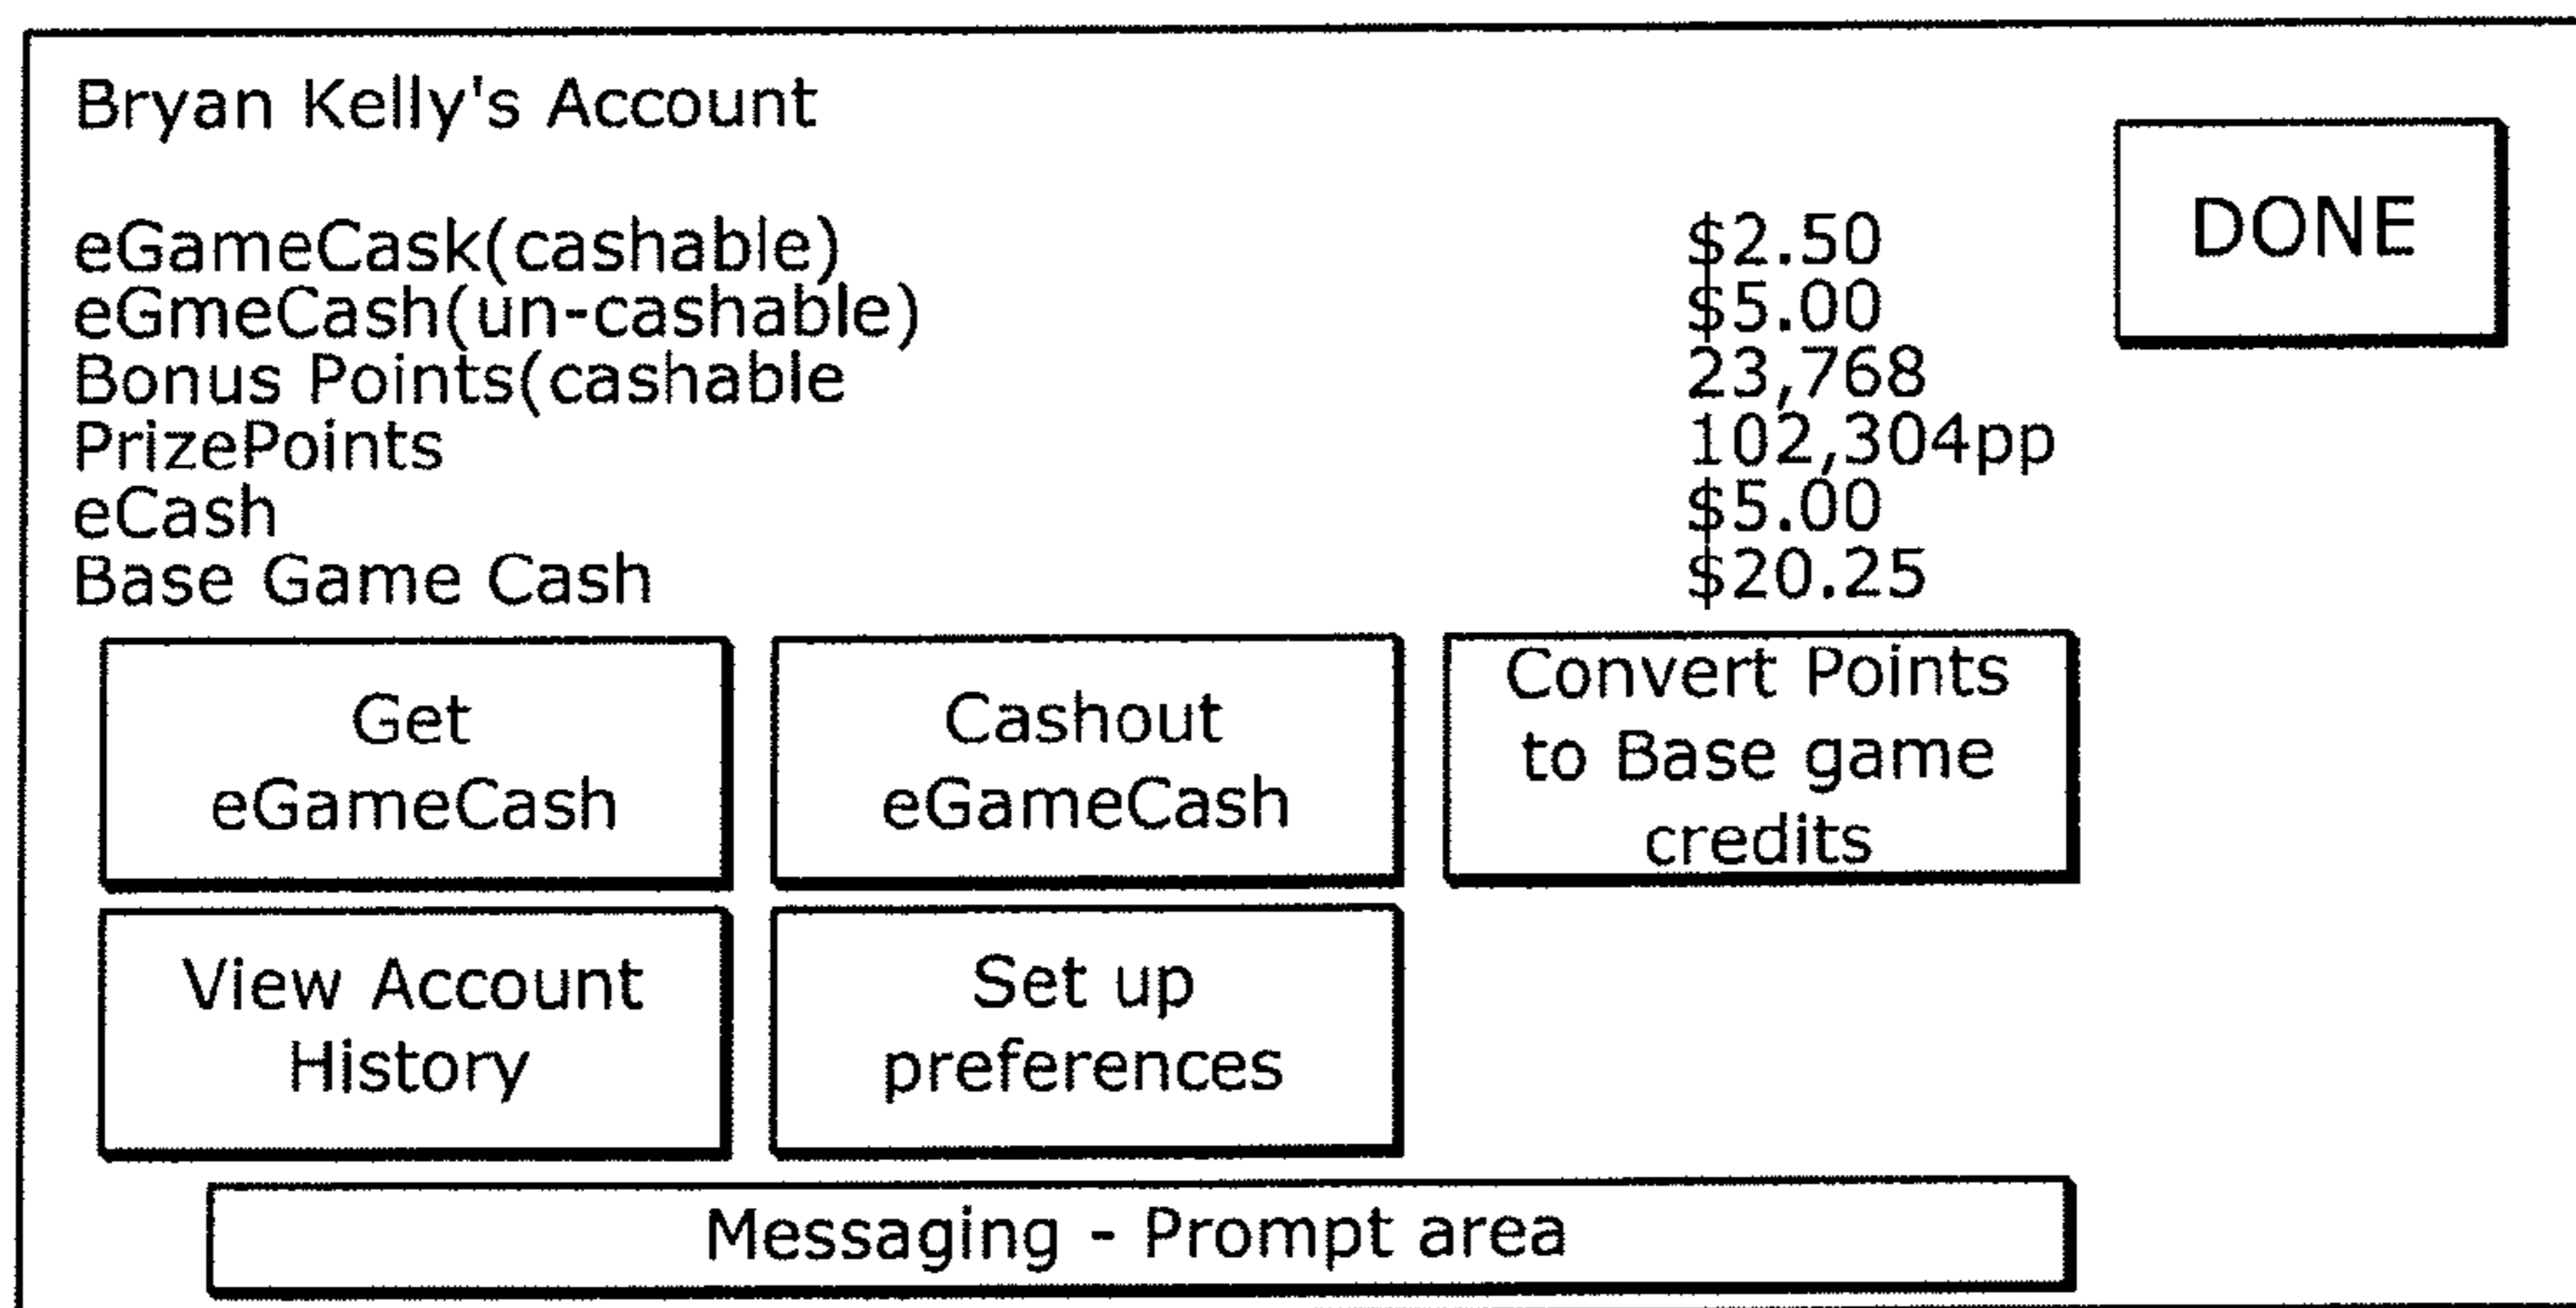 Bryan Kelly's Account
DONE
eGameCask(cashable) $2.50
eGmeCash(un-cashable) $5.00
Bonus Points(cashable 23,768
PrizePoints 102,304pp
eCash $5.00
Base Game Cash $20.25
Get
eGameCash
Cashout
eGameCash
Convert Points
to Base game
credits
View Account
History
Set up
preferences
Messaging - Prompt area